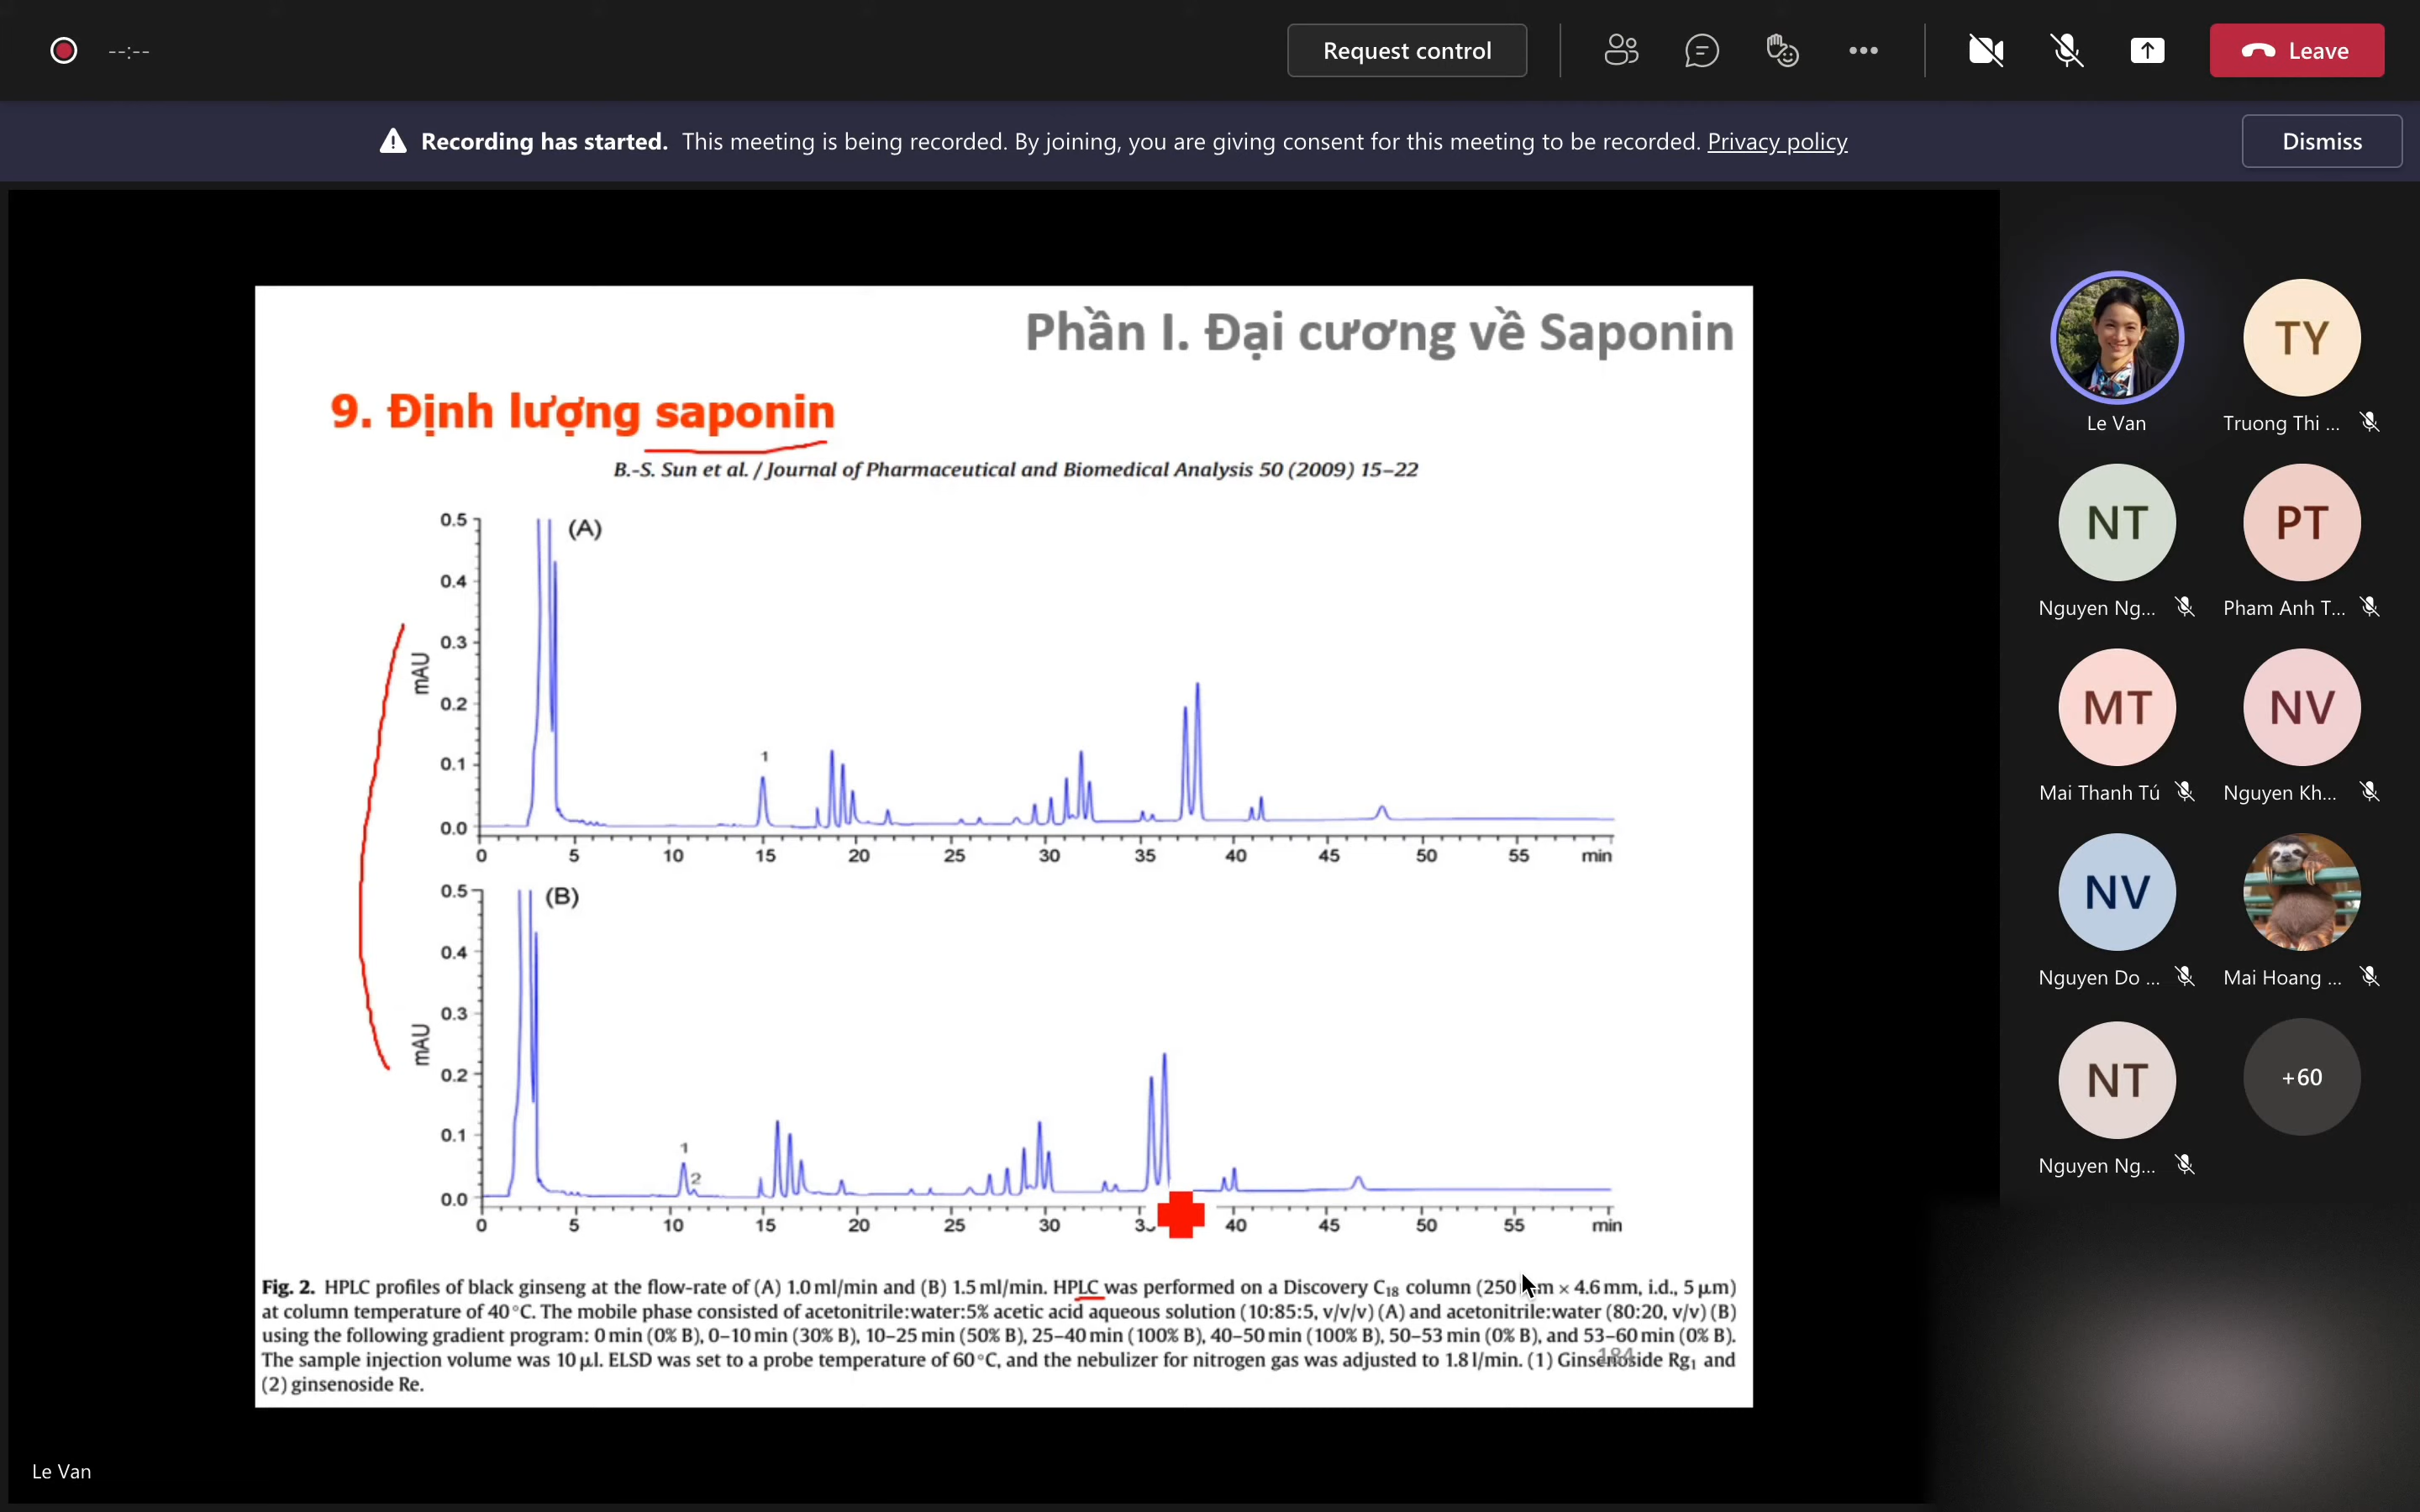 --:--
Request control
Leave
Recording has started. This meeting is being recorded. By joining, you are giving consent for this meeting to be recorded. Privacy policy
Dismiss
Phần I. Đại cương về Saponin
9. Định lượng saponin
B.-S. Sun et al. / Journal of Pharmaceutical and Biomedical Analysis 50 (2009) 15–22
(A)
0.5
0.4
0.3
0.2
0.1
0.0
mAU
1
0 5 10 15 20 25 30 35 40 45 50 55 min
(B)
0.5
0.4
0.3
0.2
0.1
0.0
mAU
1
2
0 5 10 15 20 25 30 40 45 50 55 min
Fig. 2. HPLC profiles of black ginseng at the flow-rate of (A) 1.0 ml/min and (B) 1.5 ml/min. HPLC was performed on a Discovery C18 column (250 mm × 4.6 mm, i.d., 5 μm)
at column temperature of 40 °C. The mobile phase consisted of acetonitrile:water:5% acetic acid aqueous solution (10:85:5, v/v/v) (A) and acetonitrile:water (80:20, v/v) (B)
using the following gradient program: 0 min (0% B), 0–10 min (30% B), 10–25 min (50% B), 25–40 min (100% B), 40–50 min (100% B), 50–53 min (0% B), and 53–60 min (0% B).
The sample injection volume was 10 μl. ELSD was set to a probe temperature of 60 °C, and the nebulizer for nitrogen gas was adjusted to 1.8 l/min. (1) Ginsenoside Rg1 and
(2) ginsenoside Re.
184
Le Van
Le Van
TY
Truong Thi ...
NT
Nguyen Ng...
PT
Pham Anh T...
MT
Mai Thanh Tú
NV
Nguyen Kh...
NV
Nguyen Do ...
Mai Hoang ...
NT
Nguyen Ng...
+60